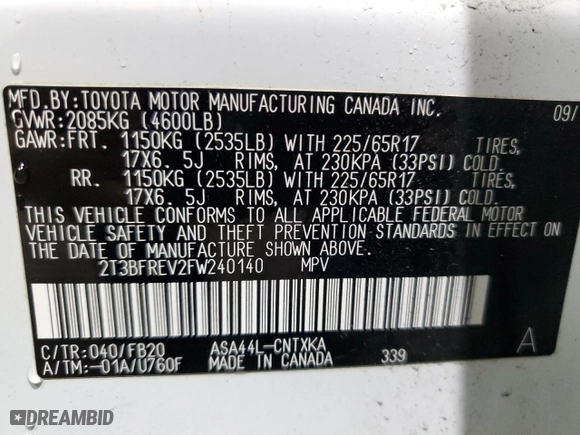 MFD.BY:TOYOTA MOTOR MANUFACTURING CANADA INC. 09/
GVWR:2085KG (4600LB)
GAWR:FRT. 1150KG (2535LB) WITH 225/65R17 TIRES,
17X6. 5J RIMS, AT 230KPA (33PSI) COLD.
RR. 1150KG (2535LB) WITH 225/65R17 TIRES,
17X6. 5J RIMS, AT 230KPA (33PSI) COLD.
THIS VEHICLE CONFORMS TO ALL APPLICABLE FEDERAL MOTOR
VEHICLE SAFETY AND THEFT PREVENTION STANDARDS IN EFFECT ON
THE DATE OF MANUFACTURE SHOWN ABOVE.
2T3BFREV2FW240140 MPV
C/TR:040/FB20 ASA44L-CNTXKA
A/TM:-01A/U760F MADE IN CANADA 339 A
DREAMBID